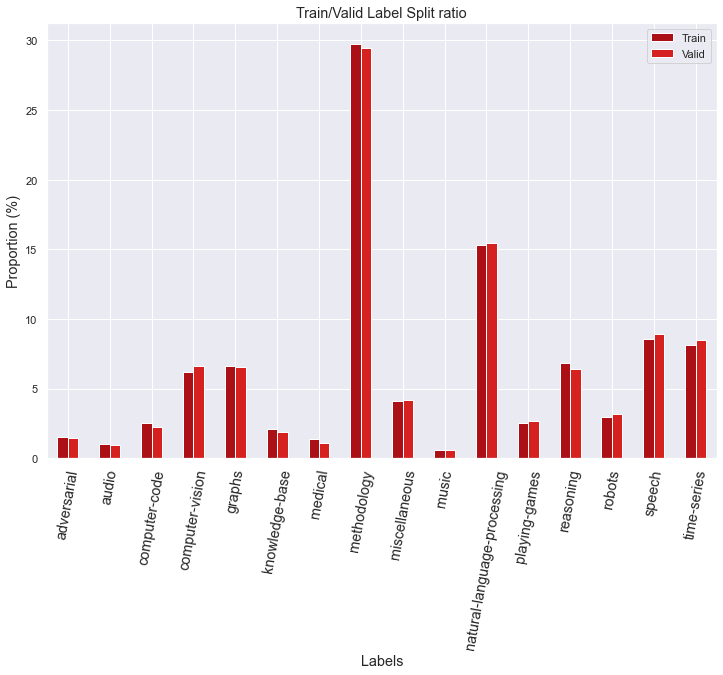 Train/Valid Label Split ratio
Train
Valid
Proportion (%)
30
25
20
15
10
5
0
adversarial
audio
computer-code
computer-vision
graphs
knowledge-base
medical
methodology
miscellaneous
music
natural-language-processing
playing-games
reasoning
robots
speech
time-series
Labels